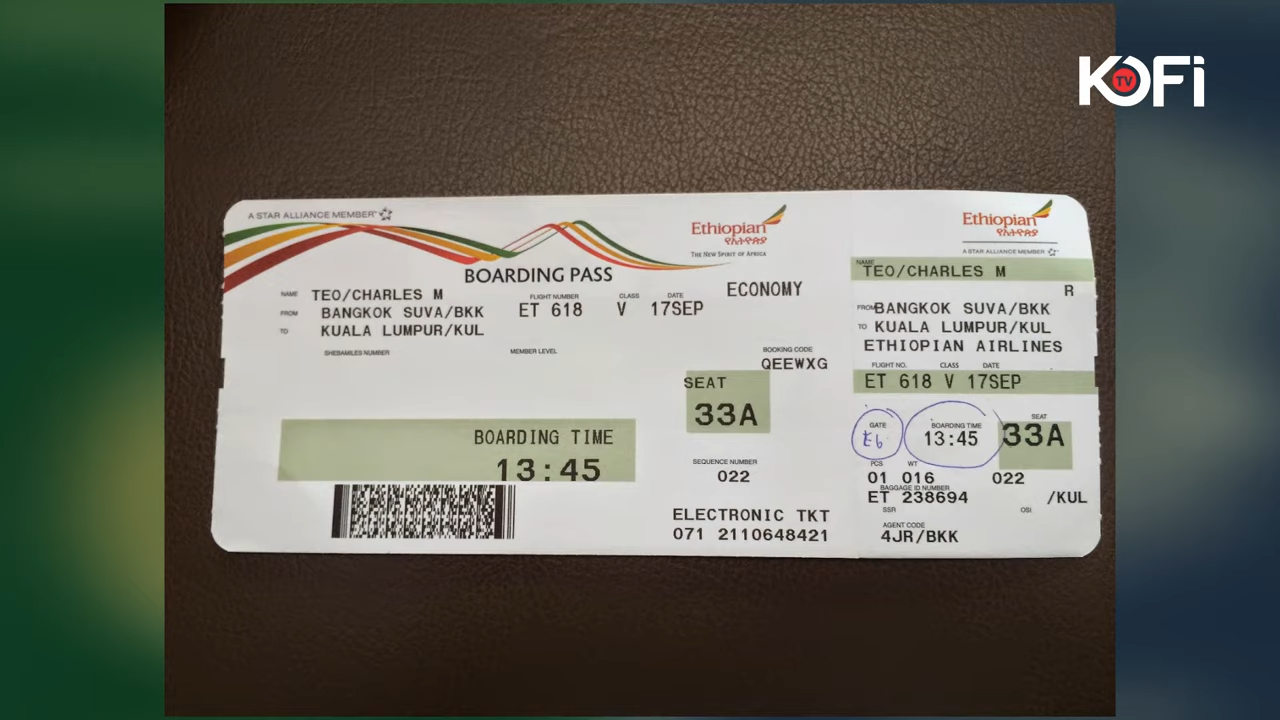 KOFi
TV
A STAR ALLIANCE MEMBER
Ethiopian
የኢትዮጵያ
THE NEW SPIRIT OF AFRICA
BOARDING PASS
ECONOMY
NAME TEO/CHARLES M
FLIGHT NUMBER CLASS DATE
FROM BANGKOK SUVA/BKK ET 618 V 17SEP
TO KUALA LUMPUR/KUL
SHEBAMILES NUMBER MEMBER LEVEL
BOOKING CODE
QEEWXG
SEAT
33A
BOARDING TIME
13:45
SEQUENCE NUMBER
022
ELECTRONIC TKT
071 2110648421
Ethiopian
የኢትዮጵያ
A STAR ALLIANCE MEMBER
NAME
TEO/CHARLES M
R
FROM BANGKOK SUVA/BKK
TO KUALA LUMPUR/KUL
ETHIOPIAN AIRLINES
FLIGHT NO. CLASS DATE
ET 618 V 17SEP
GATE BOARDING TIME SEAT
E6 13:45 33A
PCS WT
01 016 022
BAGGAGE ID NUMBER
ET 238694 /KUL
SSR OSI
AGENT CODE
4JR/BKK